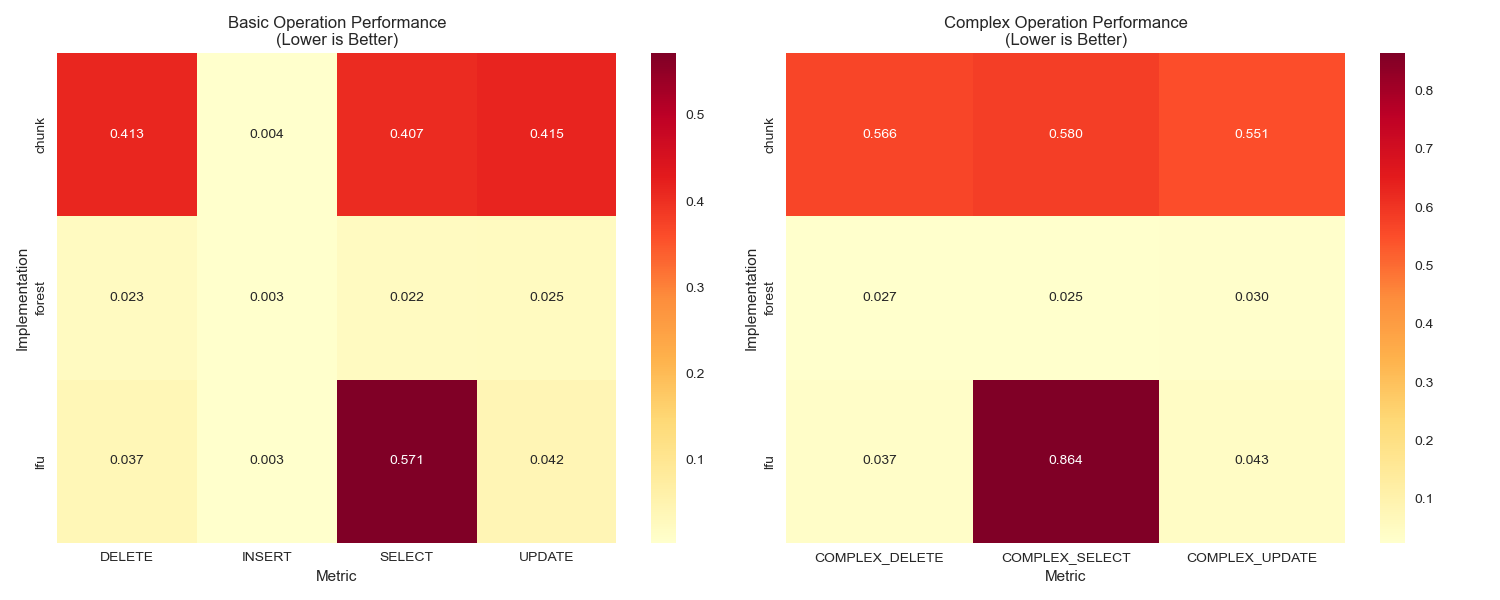 Basic Operation Performance
(Lower is Better)
chunk
forest
lfu
Implementation
0.413 0.004 0.407 0.415
0.023 0.003 0.022 0.025
0.037 0.003 0.571 0.042
DELETE INSERT SELECT UPDATE
Metric
0.5
0.4
0.3
0.2
0.1
Complex Operation Performance
(Lower is Better)
chunk
forest
lfu
Implementation
0.566 0.580 0.551
0.027 0.025 0.030
0.037 0.864 0.043
COMPLEX_DELETE COMPLEX_SELECT COMPLEX_UPDATE
Metric
0.8
0.7
0.6
0.5
0.4
0.3
0.2
0.1